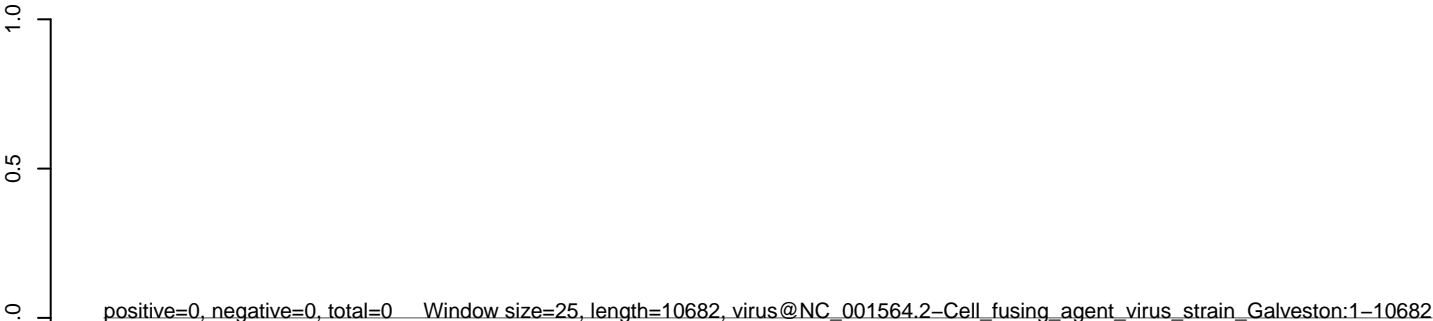 1.0
0.5
.0
positive=0, negative=0, total=0 Window size=25, length=10682, virus@NC_001564.2−Cell_fusing_agent_virus_strain_Galveston:1−10682